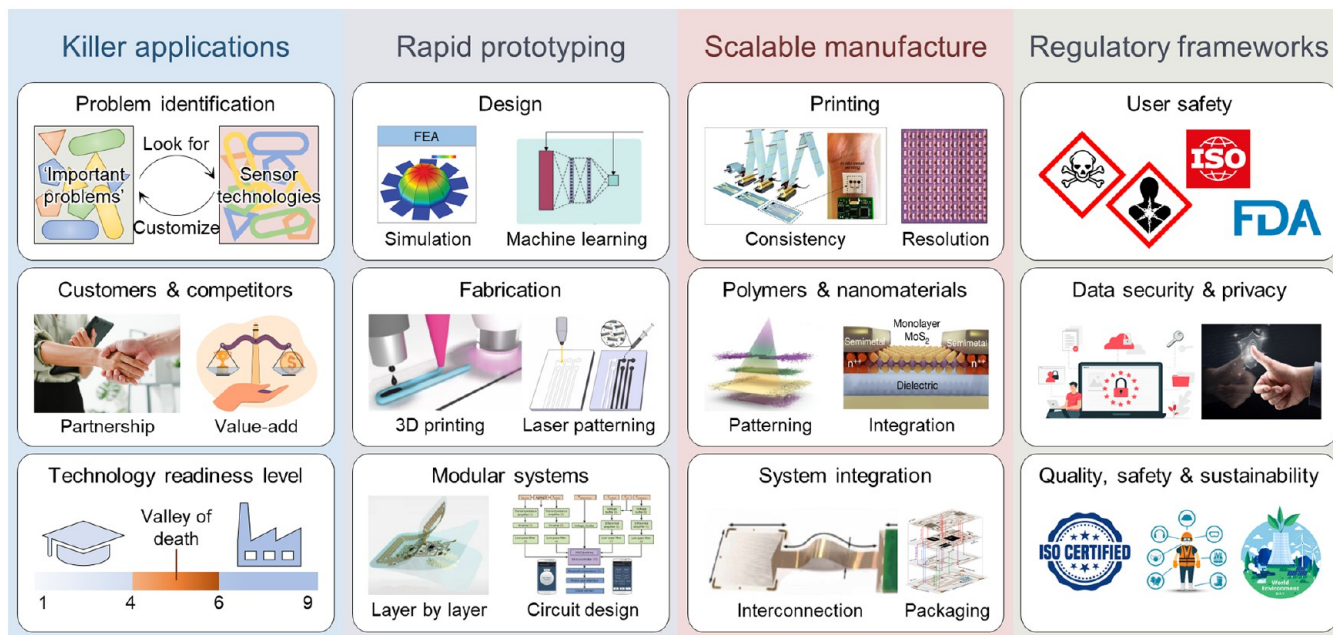 Killer applications
Rapid prototyping
Scalable manufacture
Regulatory frameworks
Problem identification
'Important
problems'
Look for
Customize
Sensor
technologies
Design
FEA
Simulation
Machine learning
Printing
Consistency
Resolution
User safety
ISO
FDA
Customers & competitors
Partnership
Value-add
Fabrication
3D printing
Laser patterning
Polymers & nanomaterials
Patterning
Monolayer
MoS2
Semimetal
Semimetal
n++
n++
Dielectric
Integration
Data security & privacy
Technology readiness level
Valley of
death
1
4
6
9
Modular systems
Layer by layer
Circuit design
System integration
Interconnection
Packaging
Quality, safety & sustainability
ISO CERTIFIED
World
Environment